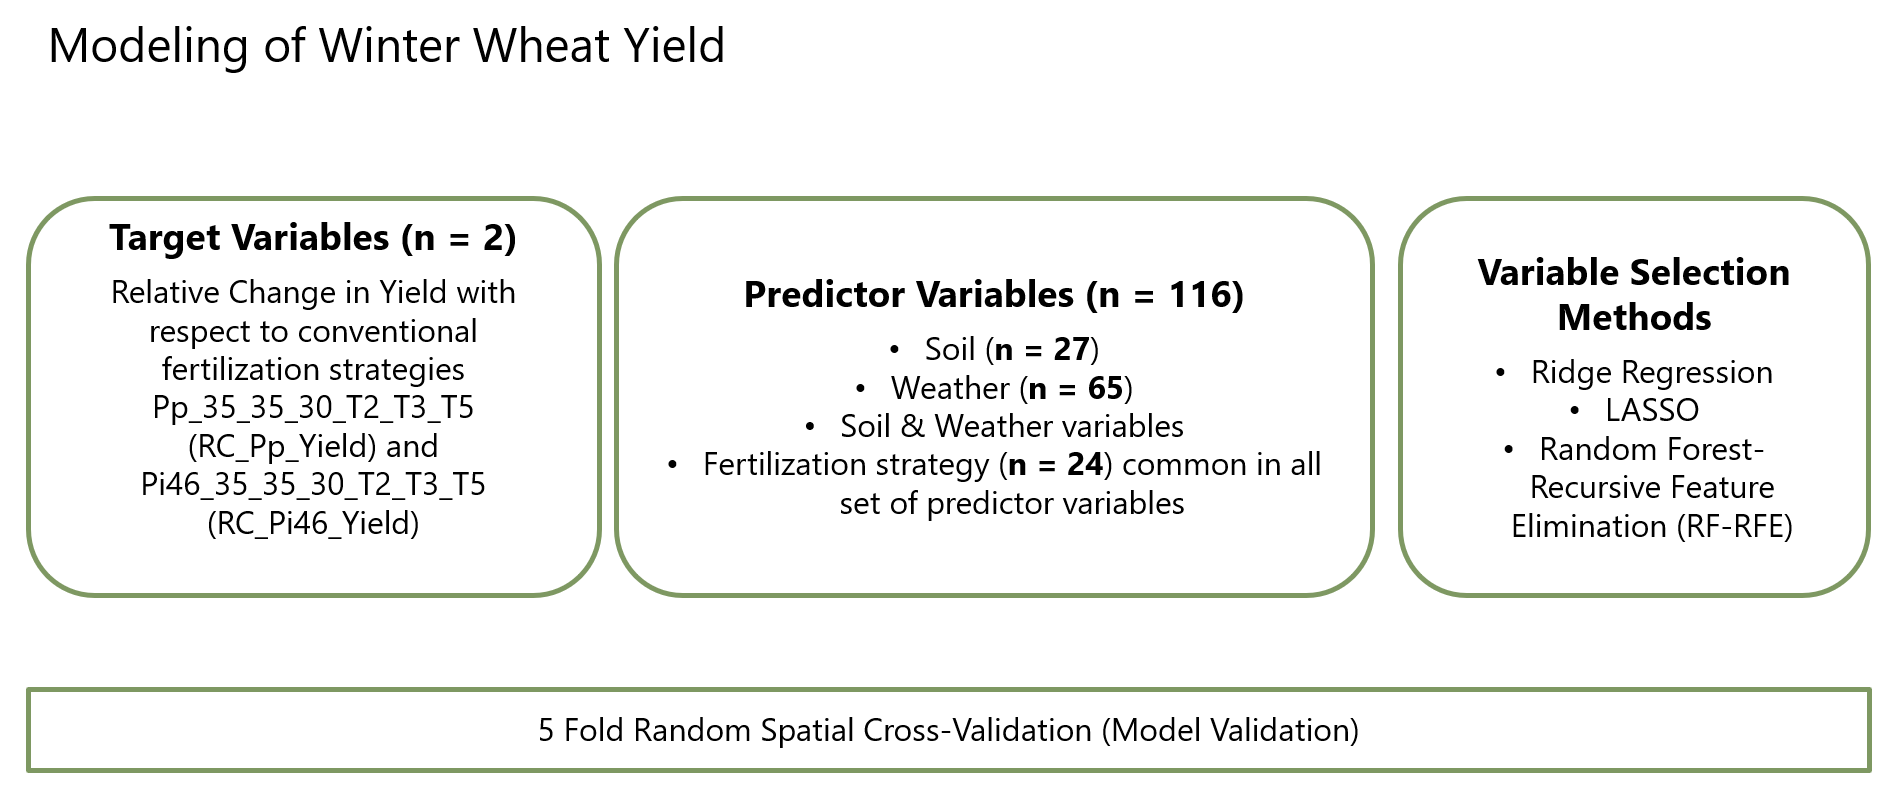 Modeling of Winter Wheat Yield
Target Variables (n = 2)
Relative Change in Yield with
respect to conventional
fertilization strategies
Pp_35_35_30_T2_T3_T5
(RC_Pp_Yield) and
Pi46_35_35_30_T2_T3_T5
(RC_Pi46_Yield)
Predictor Variables (n = 116)
• Soil (n = 27)
• Weather (n = 65)
• Soil & Weather variables
• Fertilization strategy (n = 24) common in all
set of predictor variables
Variable Selection
Methods
• Ridge Regression
• LASSO
• Random Forest-
Recursive Feature
Elimination (RF-RFE)
5 Fold Random Spatial Cross-Validation (Model Validation)